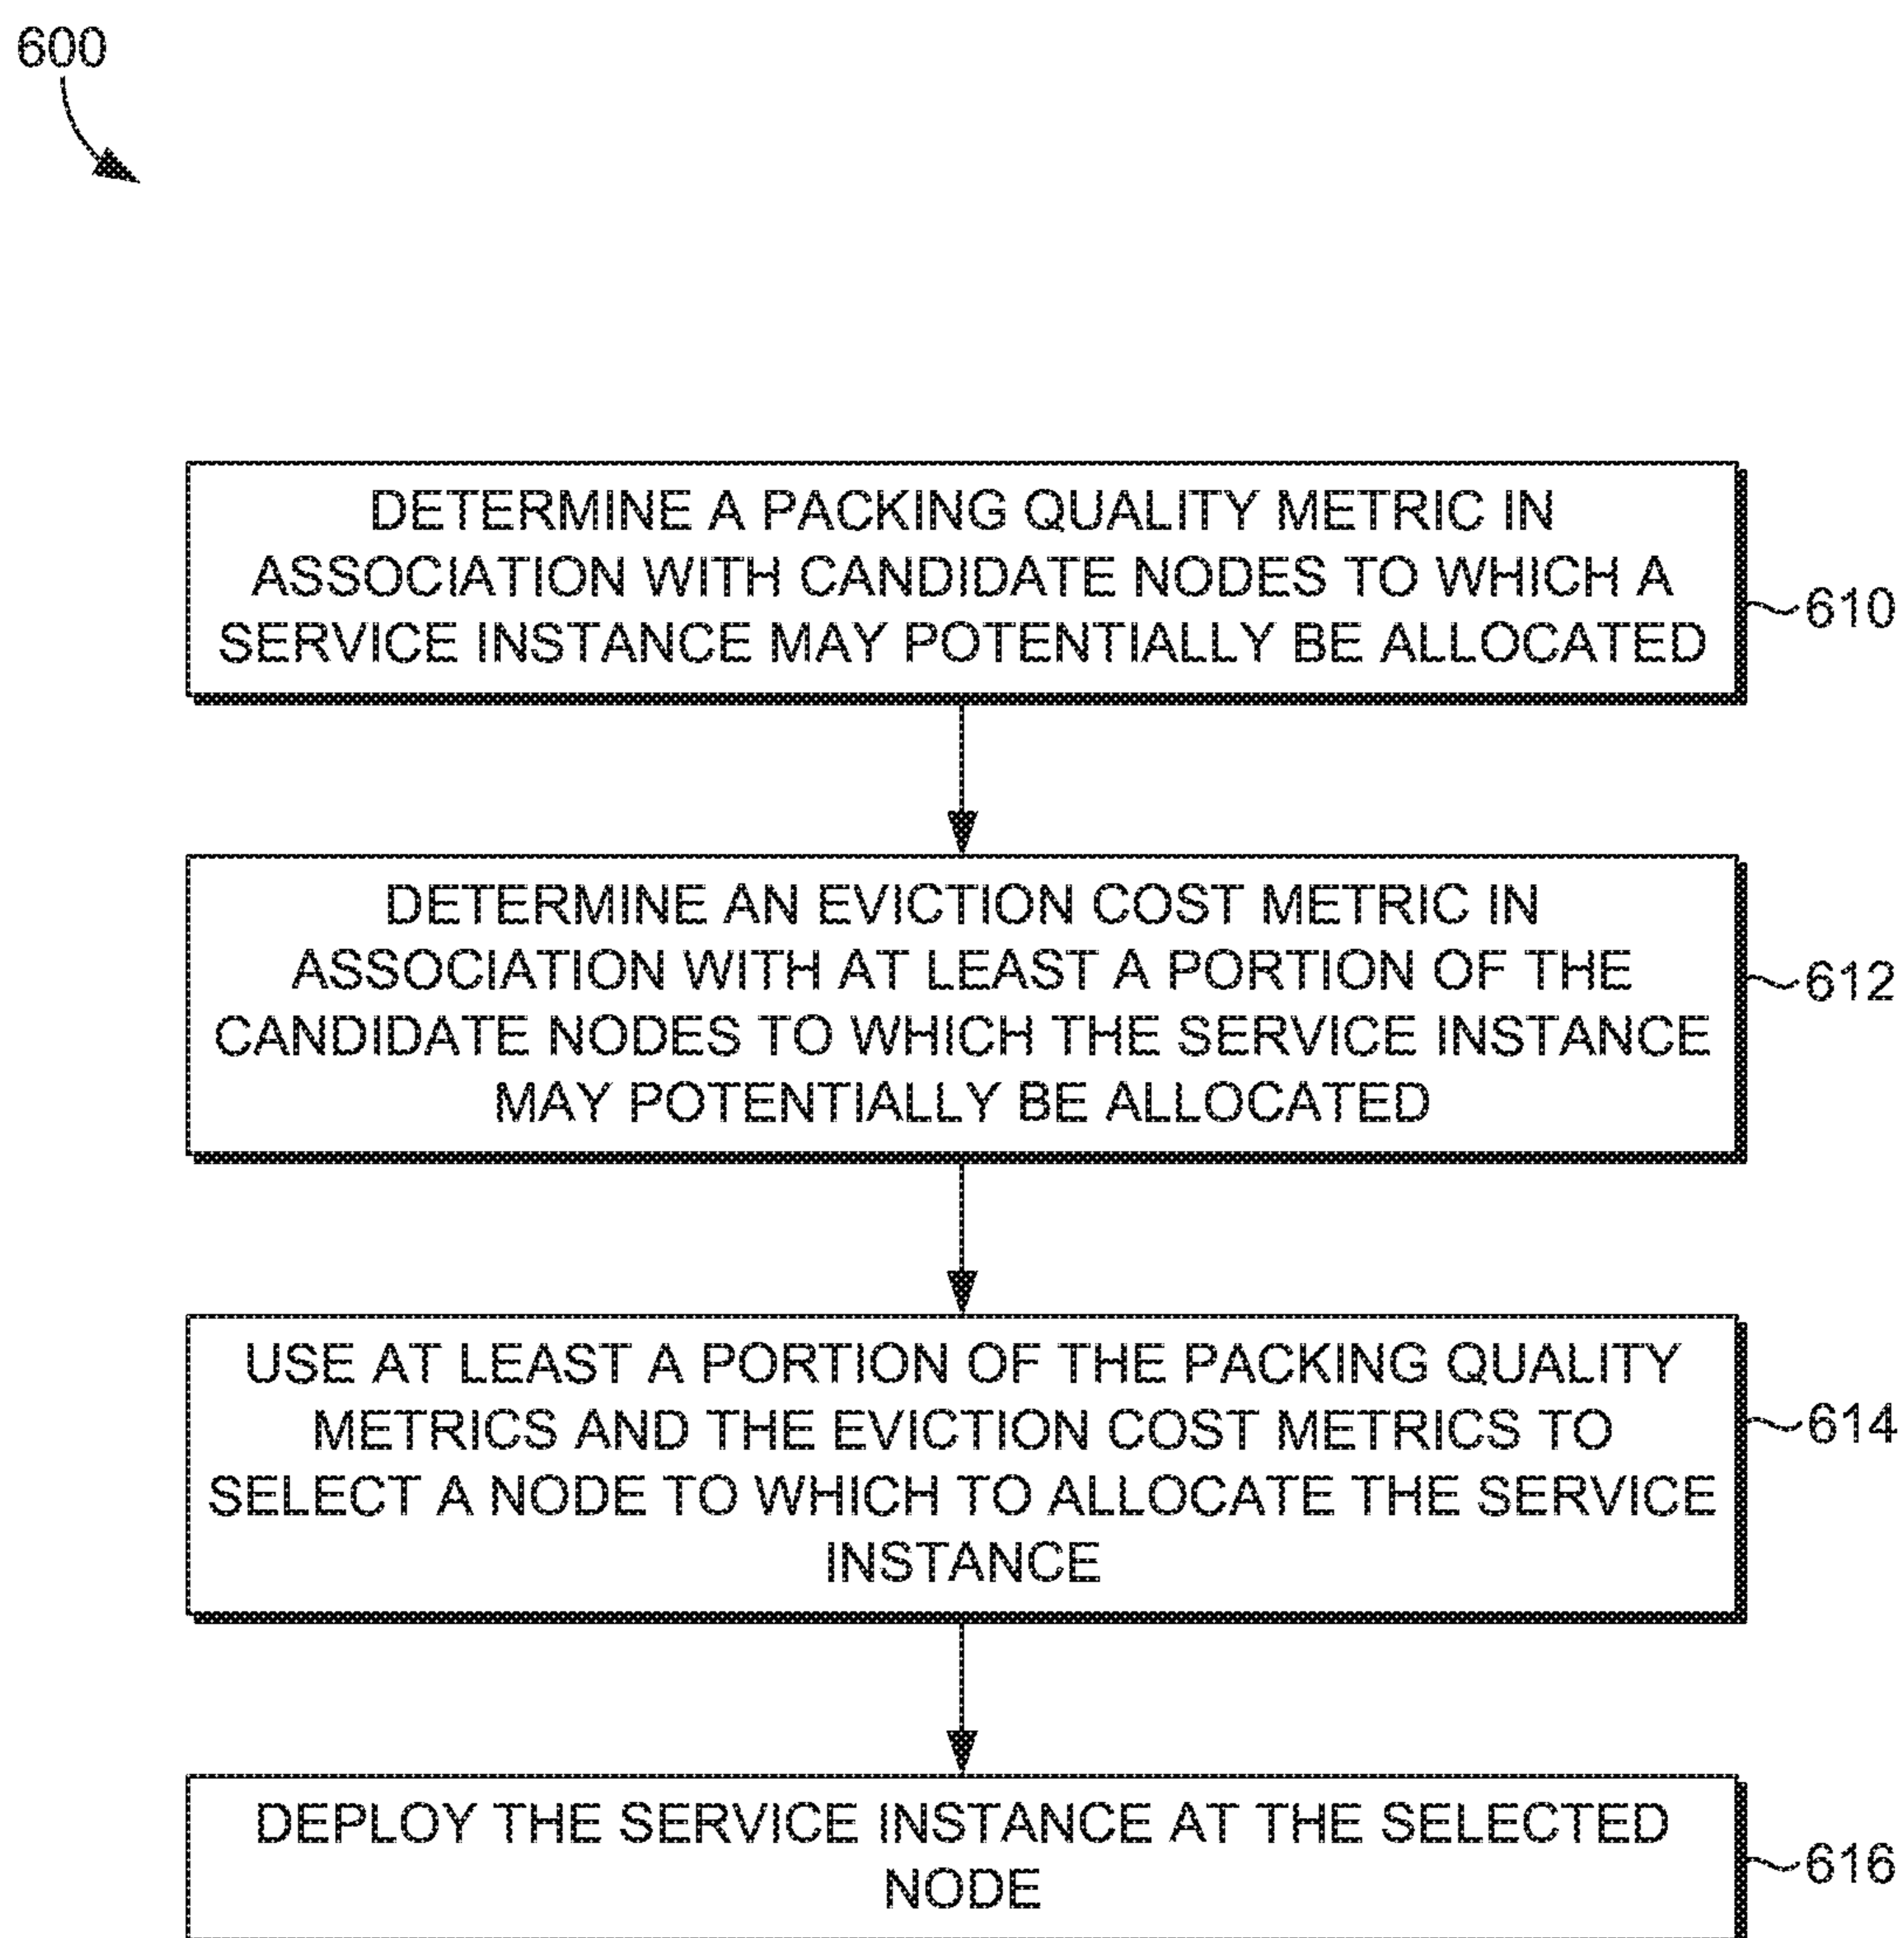 600
DETERMINE A PACKING QUALITY METRIC IN
ASSOCIATION WITH CANDIDATE NODES TO WHICH A
SERVICE INSTANCE MAY POTENTIALLY BE ALLOCATED
610
DETERMINE AN EVICTION COST METRIC IN
ASSOCIATION WITH AT LEAST A PORTION OF THE
CANDIDATE NODES TO WHICH THE SERVICE INSTANCE
MAY POTENTIALLY BE ALLOCATED
612
USE AT LEAST A PORTION OF THE PACKING QUALITY
METRICS AND THE EVICTION COST METRICS TO
SELECT A NODE TO WHICH TO ALLOCATE THE SERVICE
INSTANCE
614
DEPLOY THE SERVICE INSTANCE AT THE SELECTED
NODE
616